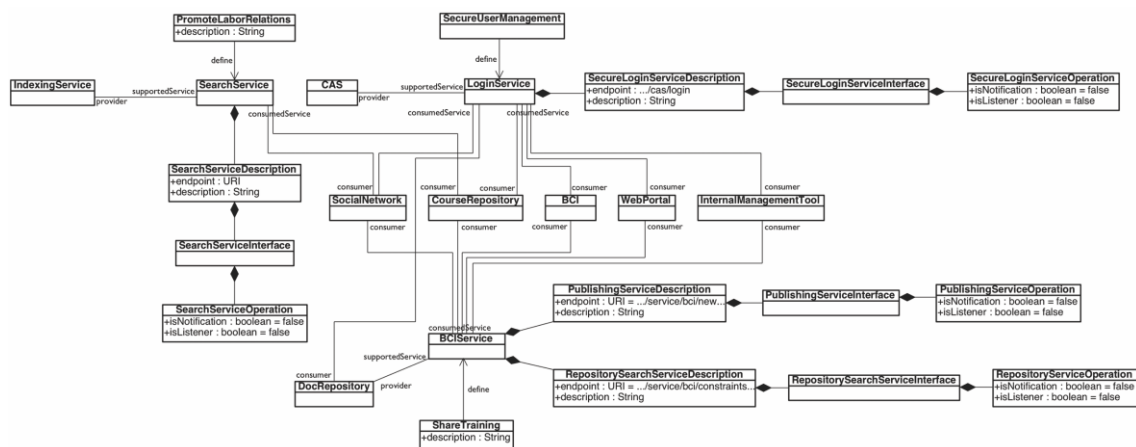 PromoteLaborRelations
+description : String
SecureUserManagement
define
define
IndexingService
provider
supportedService
SearchService
consumedService
CAS
provider
supportedService
LoginService
consumedService
consumedService
SecureLoginServiceDescription
+endpoint : .../cas/login
+description : String
SecureLoginServiceInterface
SecureLoginServiceOperation
+isNotification : boolean = false
+isListener : boolean = false
SearchServiceDescription
+endpoint : URI
+description : String
consumer
consumer
consumer
consumer
consumer
SocialNetwork
CourseRepository
BCI
WebPortal
InternalManagementTool
consumer
consumer
consumer
consumer
consumer
SearchServiceInterface
SearchServiceOperation
+isNotification : boolean = false
+isListener : boolean = false
PublishingServiceDescription
+endpoint : URI = .../service/bci/new...
+description : String
PublishingServiceInterface
PublishingServiceOperation
+isNotification : boolean = false
+isListener : boolean = false
consumedService
BCIService
supportedService
consumer
provider
DocRepository
define
RepositorySearchServiceDescription
+endpoint : URI = .../service/bci/constraints...
+description : String
RepositorySearchServiceInterface
RepositoryServiceOperation
+isNotification : boolean = false
+isListener : boolean = false
ShareTraining
+description : String